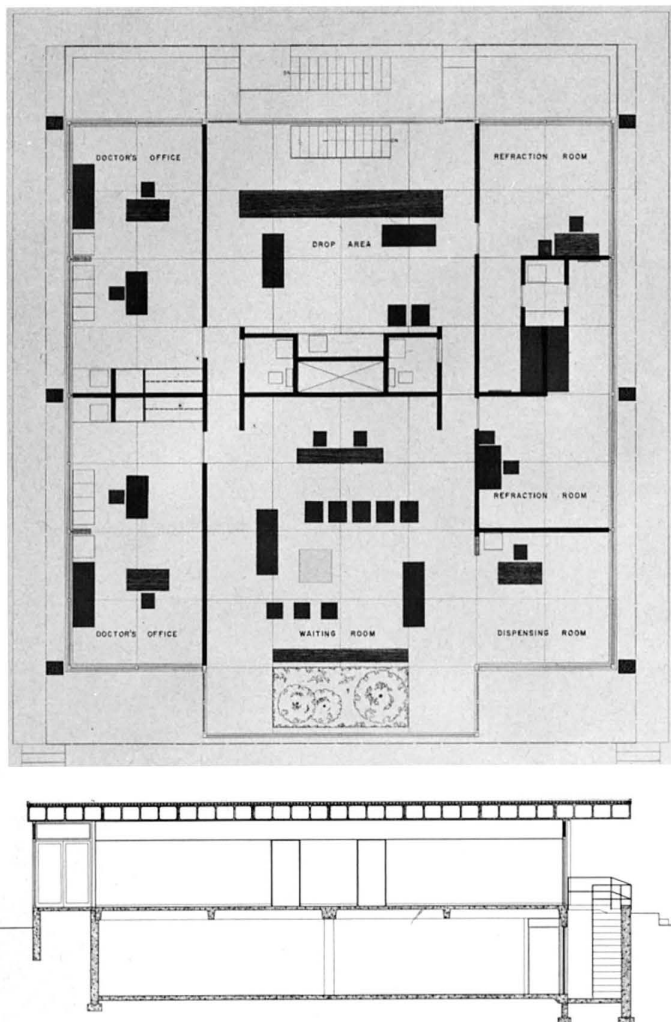 DOCTOR'S OFFICE
REFRACTION ROOM
DROP AREA
REFRACTION ROOM
DOCTOR'S OFFICE
WAITING ROOM
DISPENSING ROOM